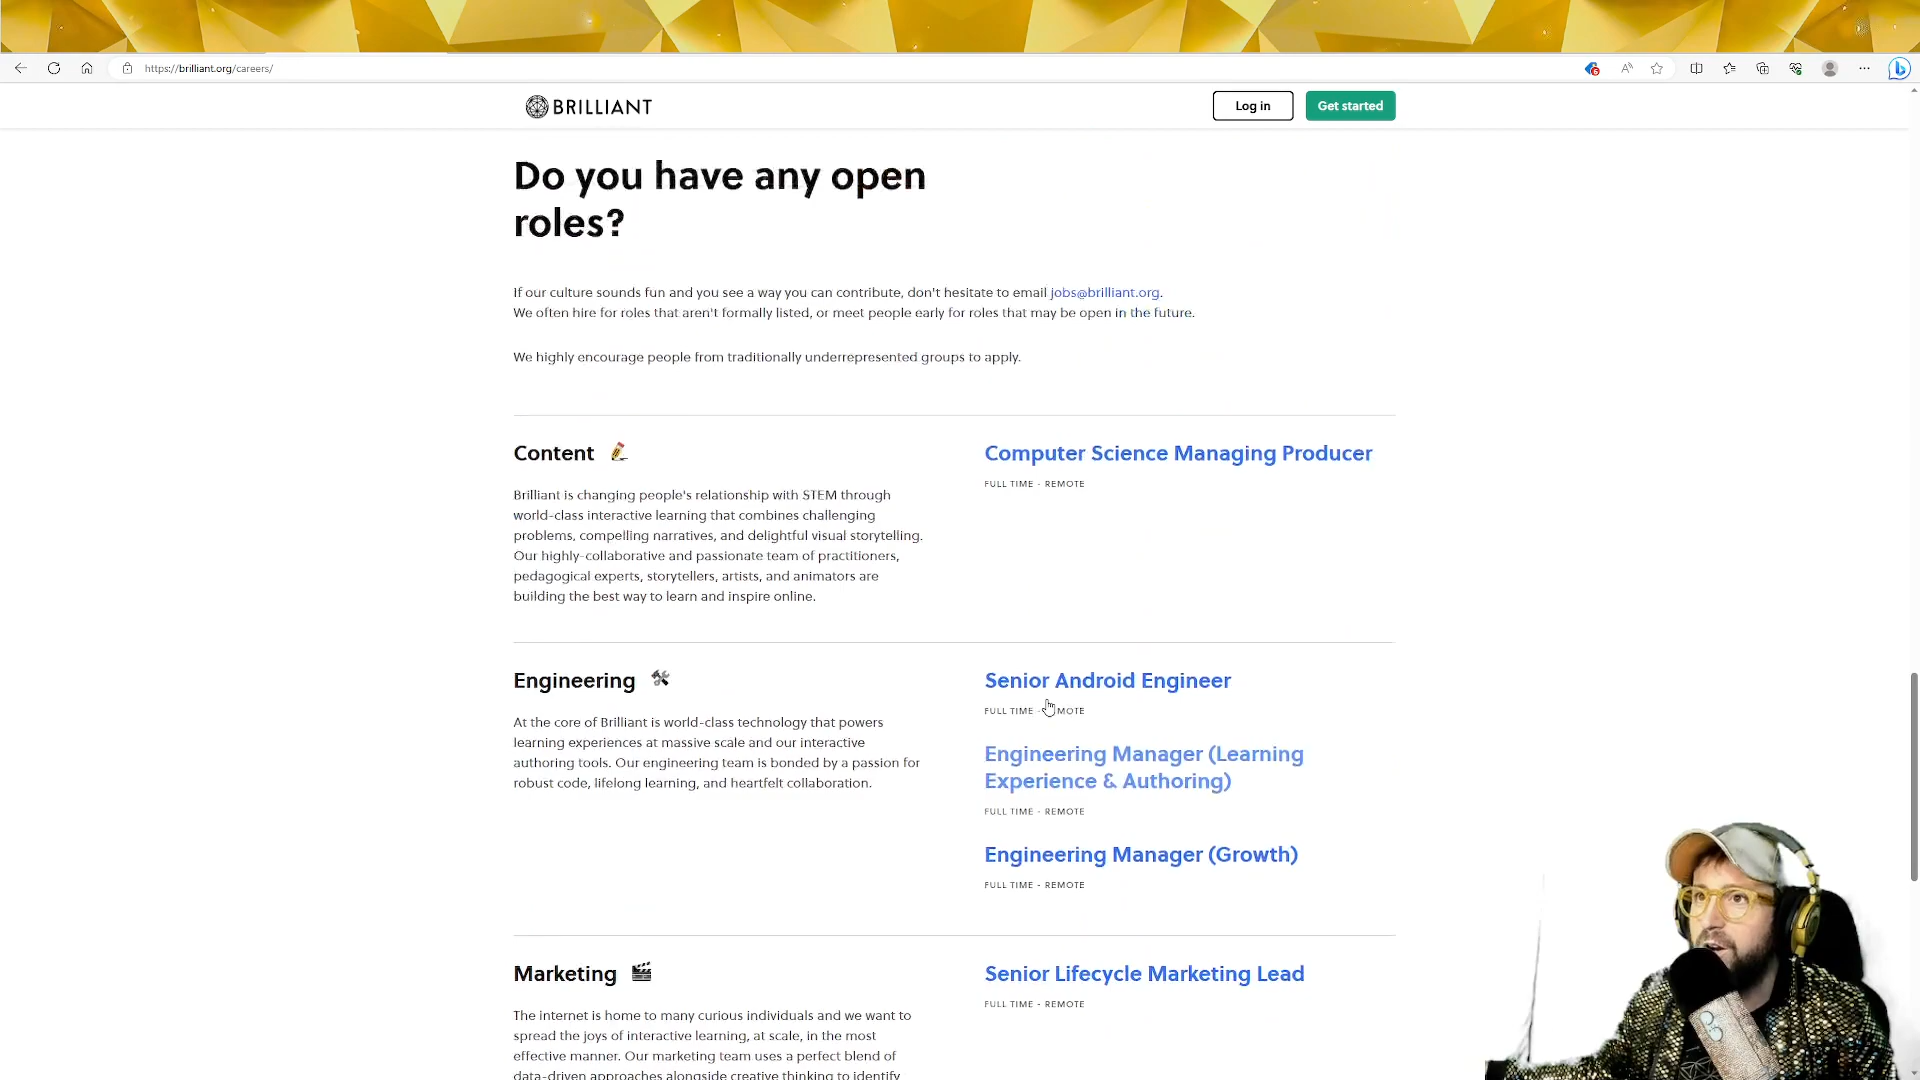 https://brilliant.org/careers/
BRILLIANT
Log in
Get started
Do you have any open
roles?
If our culture sounds fun and you see a way you can contribute, don't hesitate to email jobs@brilliant.org.
We often hire for roles that aren't formally listed, or meet people early for roles that may be open in the future.
We highly encourage people from traditionally underrepresented groups to apply.
Content
Brilliant is changing people's relationship with STEM through
world-class interactive learning that combines challenging
problems, compelling narratives, and delightful visual storytelling.
Our highly-collaborative and passionate team of practitioners,
pedagogical experts, storytellers, artists, and animators are
building the best way to learn and inspire online.
Computer Science Managing Producer
FULL TIME - REMOTE
Engineering
At the core of Brilliant is world-class technology that powers
learning experiences at massive scale and our interactive
authoring tools. Our engineering team is bonded by a passion for
robust code, lifelong learning, and heartfelt collaboration.
Senior Android Engineer
FULL TIME - MOTE
Engineering Manager (Learning
Experience & Authoring)
FULL TIME - REMOTE
Engineering Manager (Growth)
FULL TIME - REMOTE
Marketing
The internet is home to many curious individuals and we want to
spread the joys of interactive learning, at scale, in the most
effective manner. Our marketing team uses a perfect blend of
data-driven approaches alongside creative thinking to identify
Senior Lifecycle Marketing Lead
FULL TIME - REMOTE